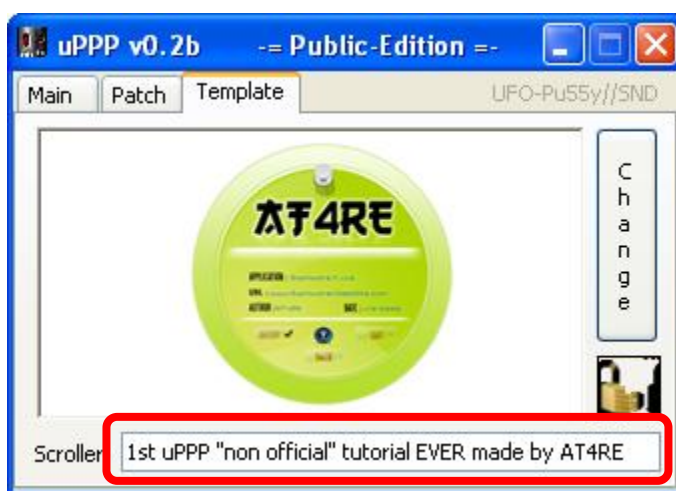 uPPP v0.2b -= Public-Edition =-
Main Patch Template UFO-Pu55y//SND
Change
AT4RE
Scroller 1st uPPP "non official" tutorial EVER made by AT4RE